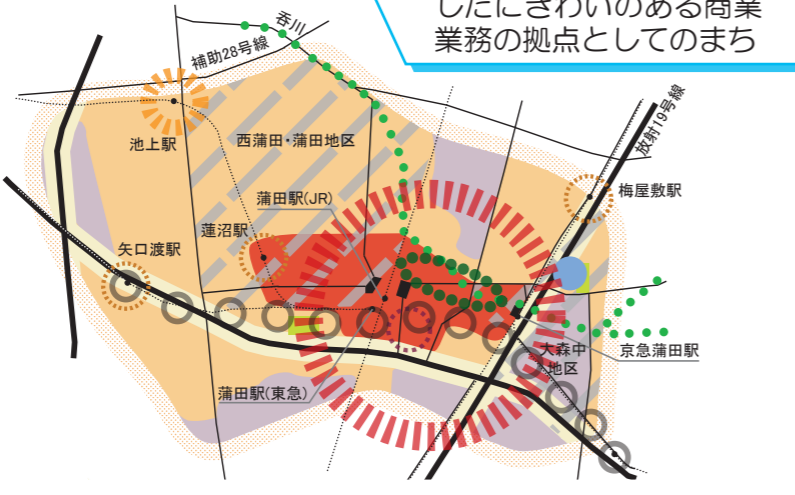 したにぎわいのある商業
業務の拠点としてのまち
呑川
補助28号線
放射19号線
池上駅
西蒲田・蒲田地区
蒲田駅(JR)
梅屋敷駅
蓮沼駅
矢口渡駅
大森中
地区
京急蒲田駅
蒲田駅(東急)